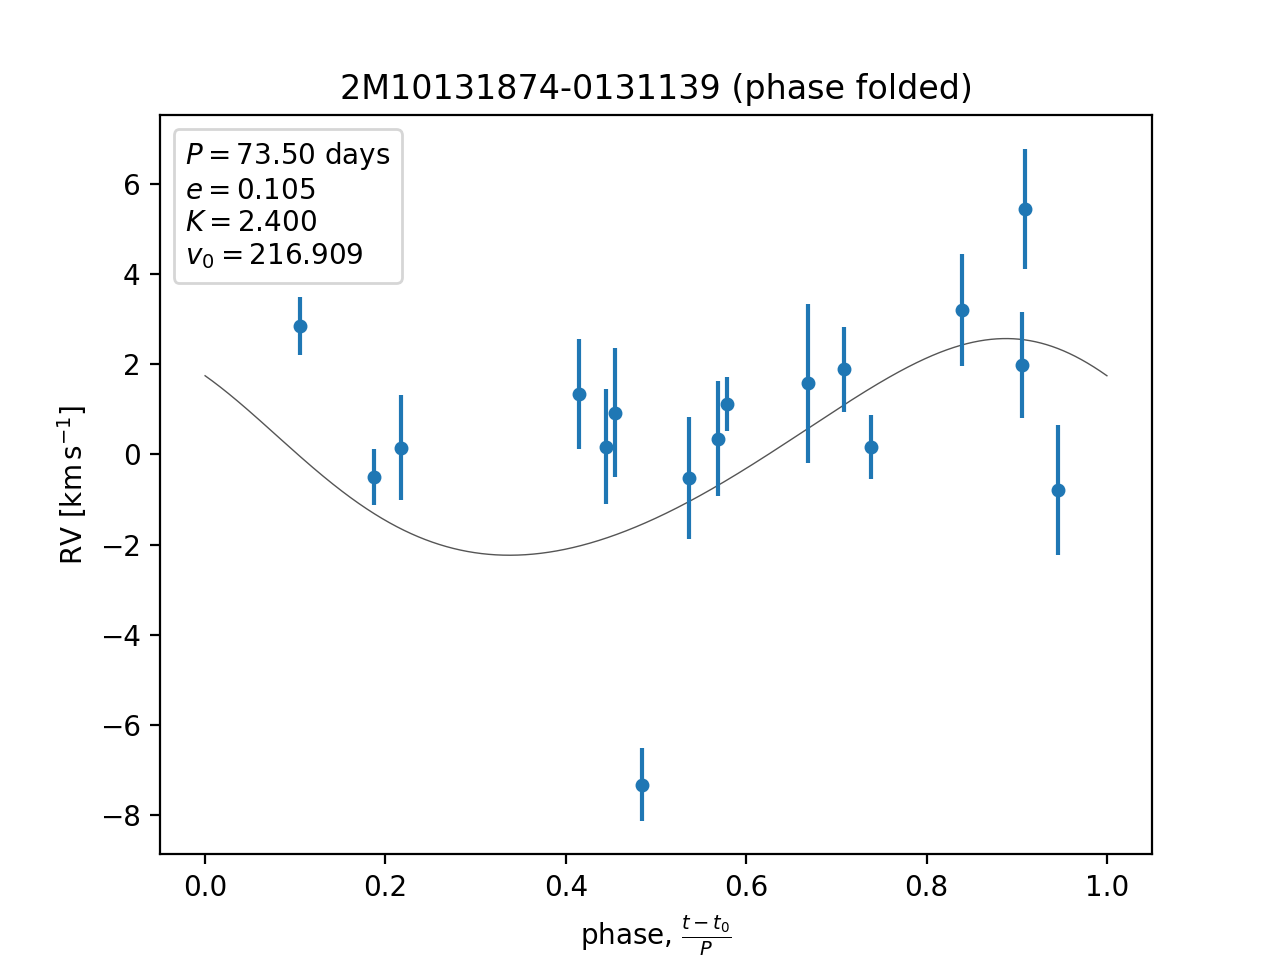 2M10131874-0131139 (phase folded)
P = 73.50 days
e = 0.105
K = 2.400
v₀ = 216.909
6
4
2
0
−2
−4
−6
−8
RV [km s⁻¹]
0.0 0.2 0.4 0.6 0.8 1.0
phase, (t − t₀)/P